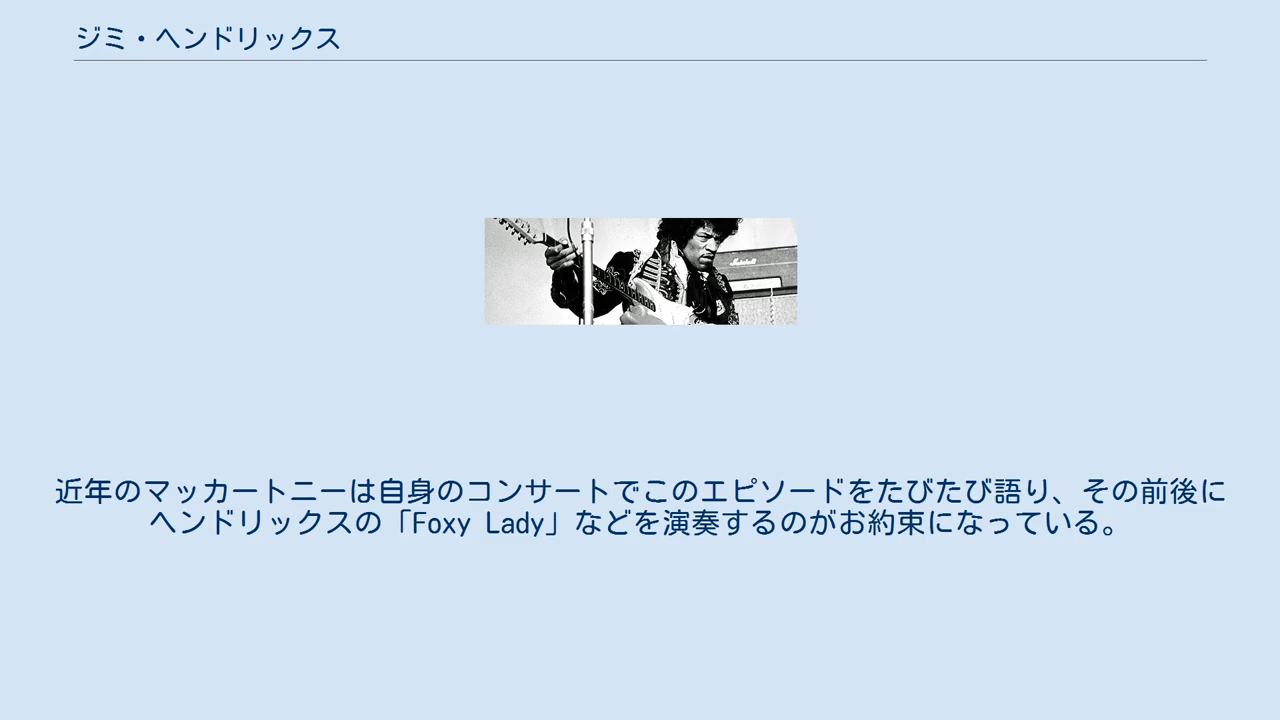 ジミ・ヘンドリックス
Marshall
近年のマッカートニーは自身のコンサートでこのエピソードをたびたび語り、その前後に
ヘンドリックスの「Foxy Lady」などを演奏するのがお約束になっている。